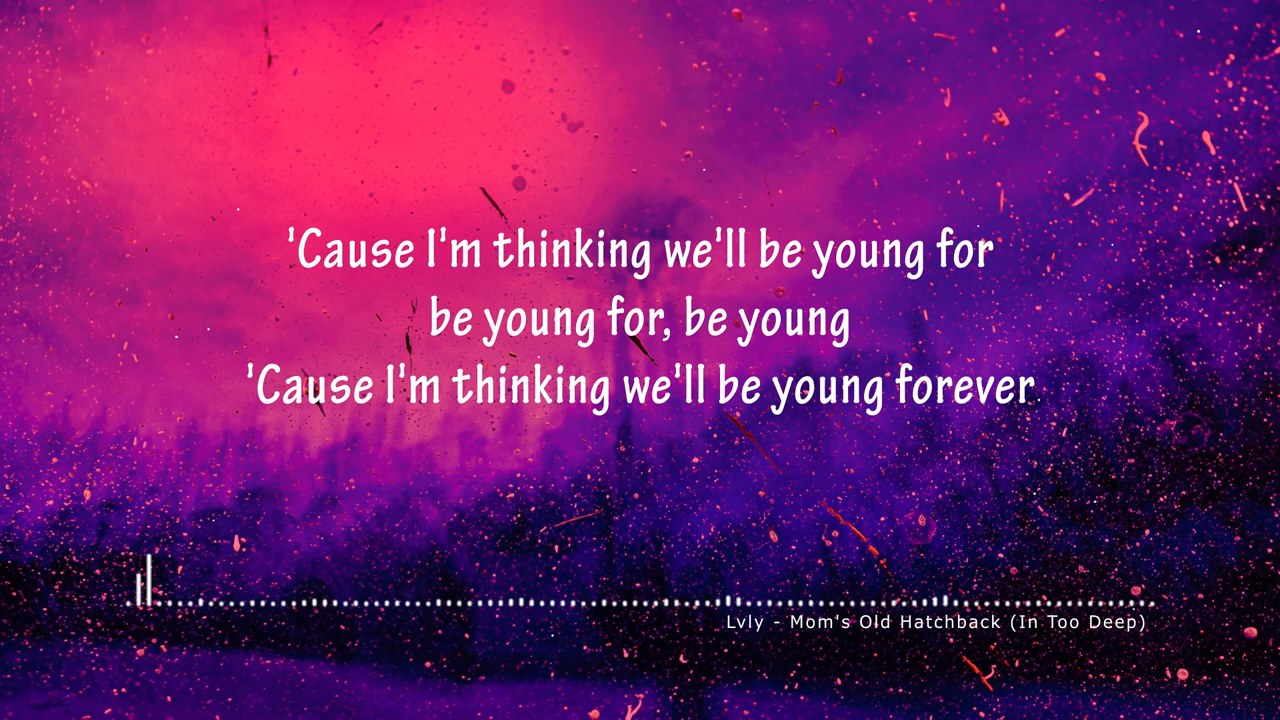 'Cause I'm thinking we'll be young for
be young for, be young
'Cause I'm thinking we'll be young forever
Lvly - Mom's Old Hatchback (In Too Deep)